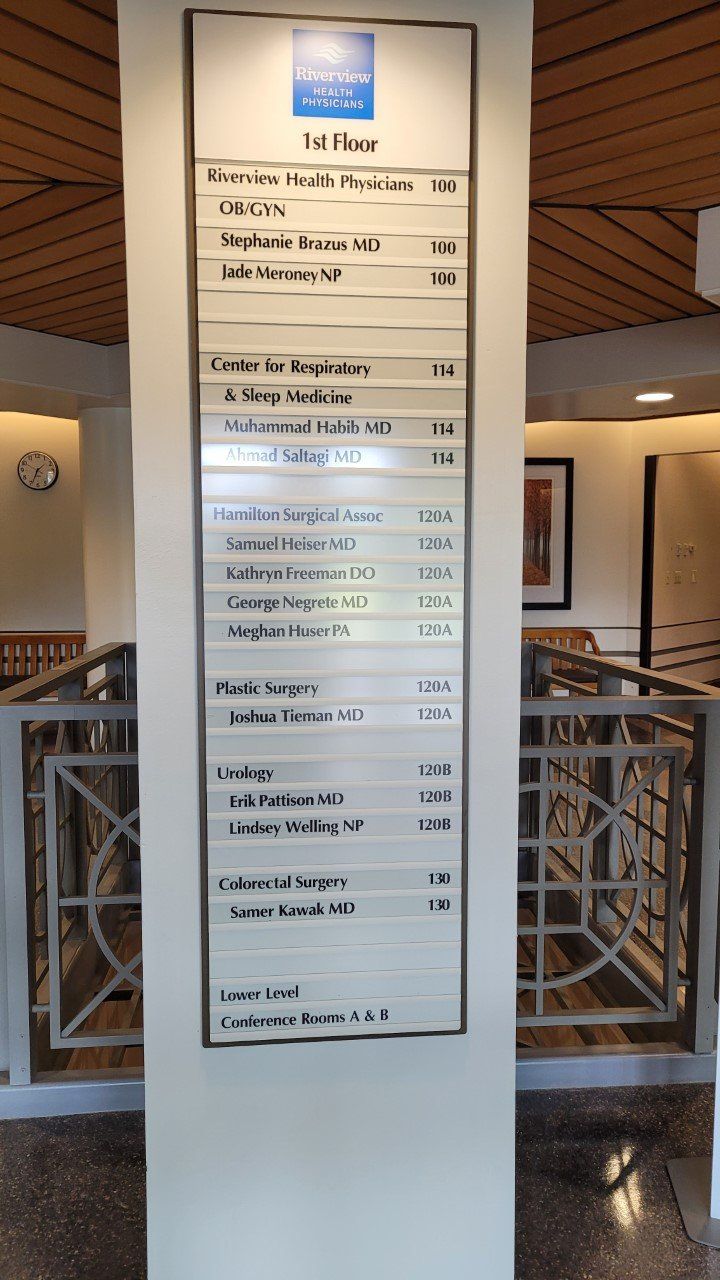 Riverview
HEALTH
PHYSICIANS
1st Floor
Riverview Health Physicians 100
OB/GYN
Stephanie Brazus MD 100
Jade Meroney NP 100
Center for Respiratory 114
& Sleep Medicine
Muhammad Habib MD 114
Ahmad Saltagi MD 114
Hamilton Surgical Assoc 120A
Samuel Heiser MD 120A
Kathryn Freeman DO 120A
George Negrete MD 120A
Meghan Huser PA 120A
Plastic Surgery 120A
Joshua Tieman MD 120A
Urology 120B
Erik Pattison MD 120B
Lindsey Welling NP 120B
Colorectal Surgery 130
Samer Kawak MD 130
Lower Level
Conference Rooms A & B